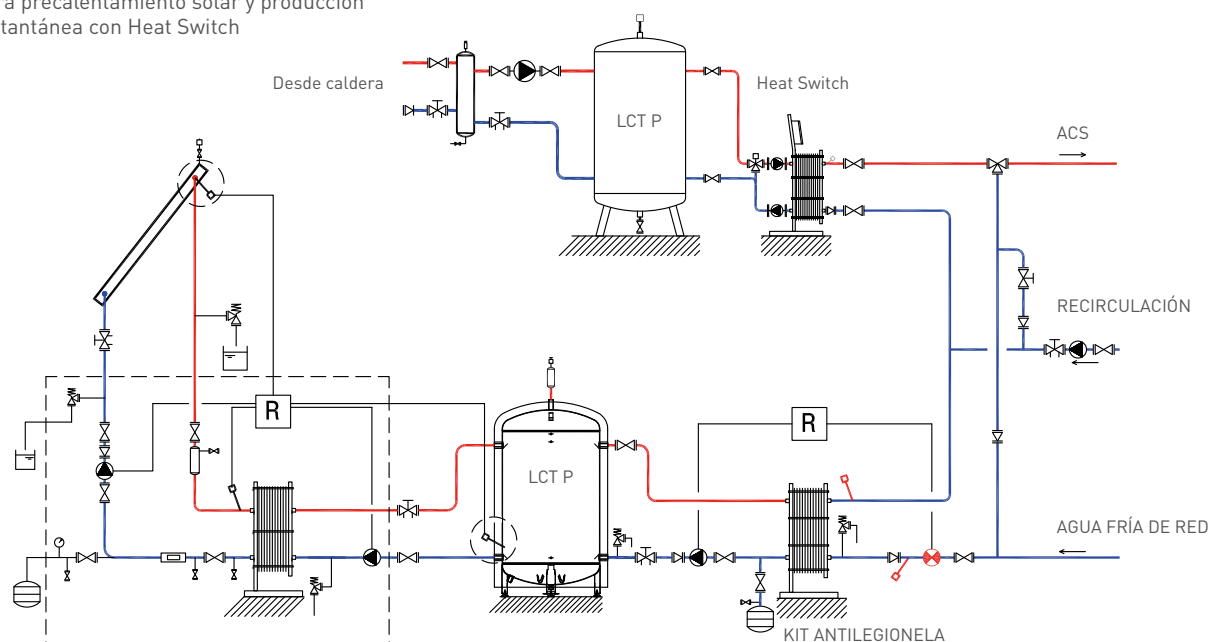 precalentamiento solar y producción
tantánea con Heat Switch
Desde caldera
LCT P
Heat Switch
ACS
RECIRCULACIÓN
R
R
LCT P
AGUA FRÍA DE RED
KIT ANTILEGIONELA